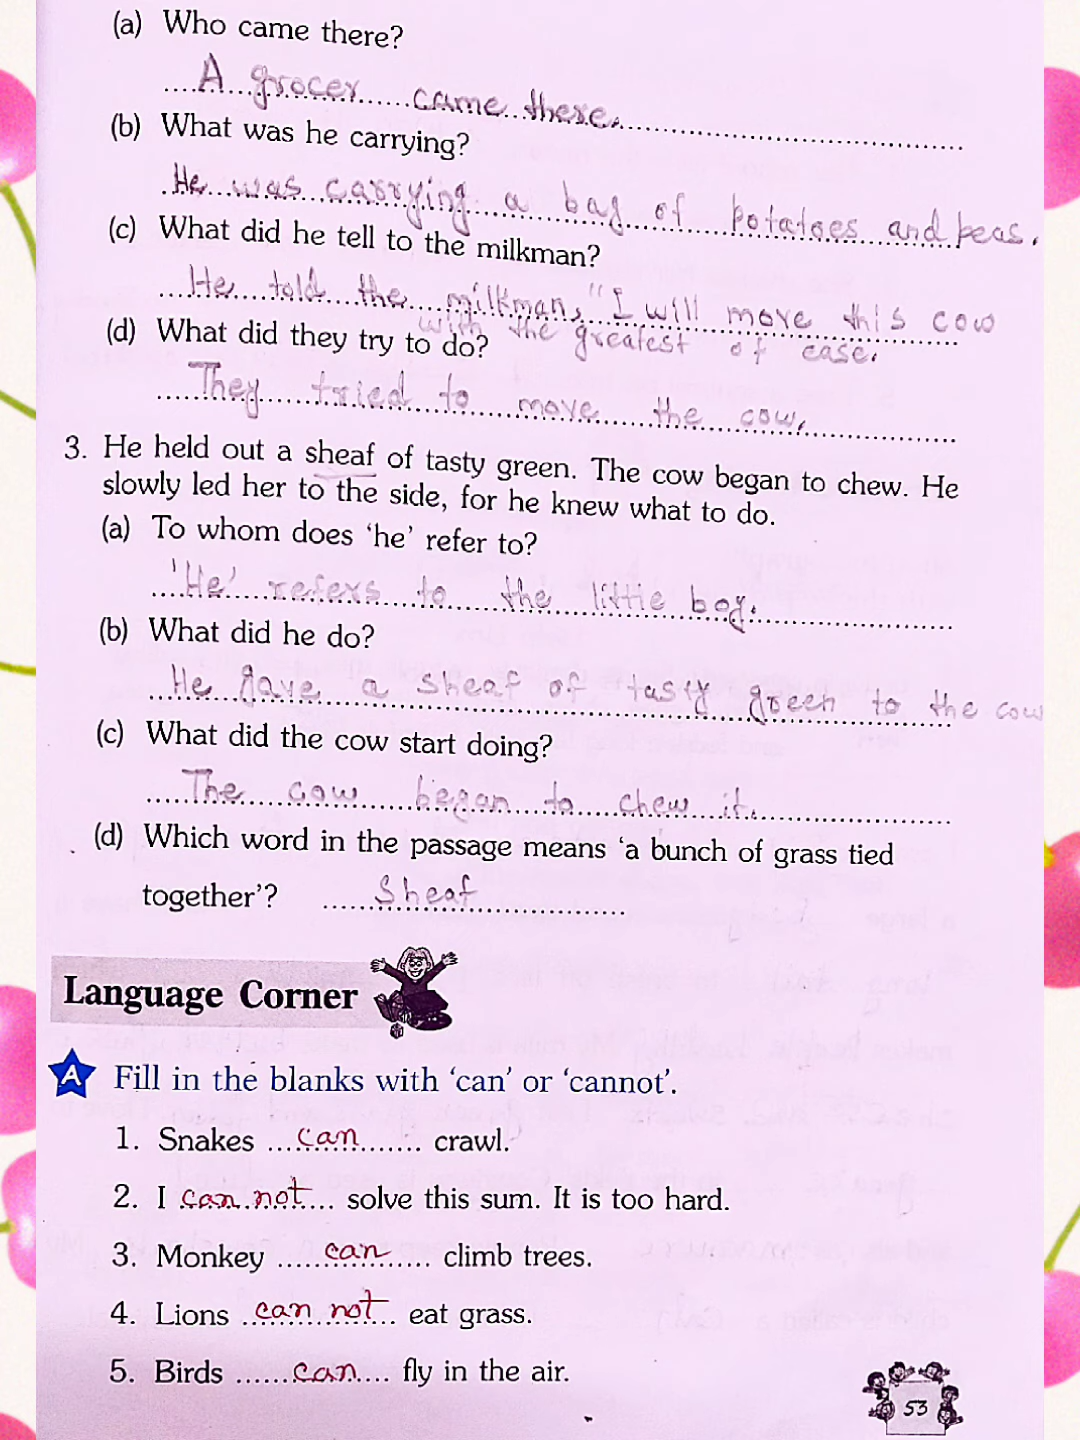 (a) Who came there?
A grocer came there.
(b) What was he carrying?
He was carrying a bag of potatoes and peas.
(c) What did he tell to the milkman?
He told the milkman, "I will move this cow
with the greatest of ease.
(d) What did they try to do?
They tried to move the cow.
3. He held out a sheaf of tasty green. The cow began to chew. He
slowly led her to the side, for he knew what to do.
(a) To whom does ‘he’ refer to?
'He' refers to the little boy.
(b) What did he do?
He gave a sheaf of tasty green to the cow
(c) What did the cow start doing?
The cow began to chew it.
(d) Which word in the passage means ‘a bunch of grass tied
together’? Sheaf
Language Corner
A Fill in the blanks with ‘can’ or ‘cannot’.
1. Snakes can crawl.
2. I can not solve this sum. It is too hard.
3. Monkey can climb trees.
4. Lions can not eat grass.
5. Birds can fly in the air.
53